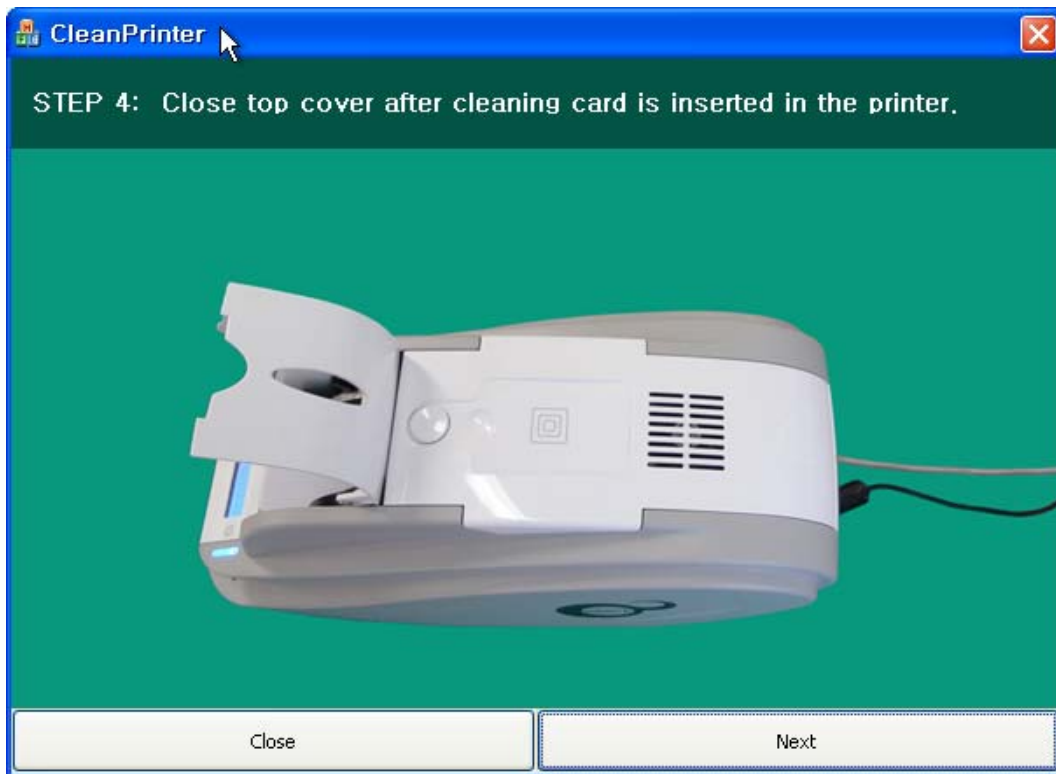 CleanPrinter
STEP 4: Close top cover after cleaning card is inserted in the printer.
Close
Next